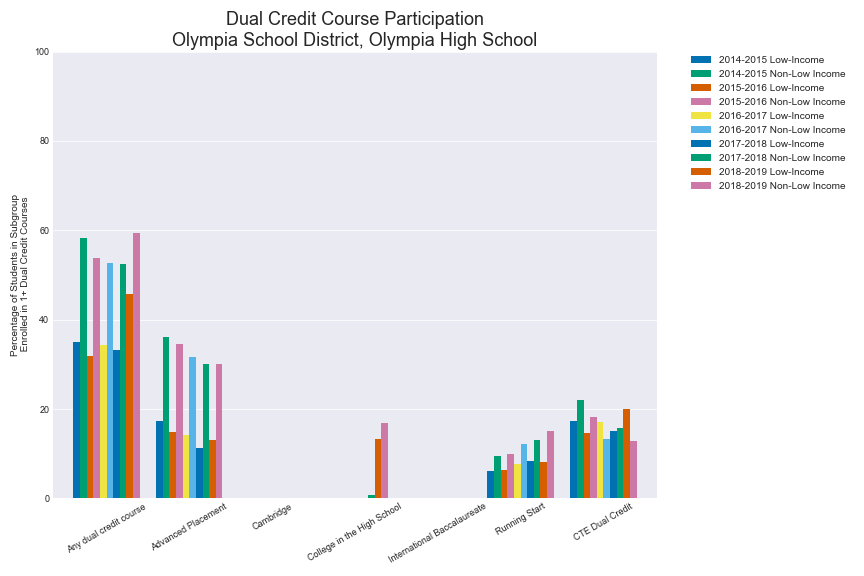 Dual Credit Course Participation
Olympia School District, Olympia High School
100
80
60
40
20
0
Percentage of Students in Subgroup
Enrolled in 1+ Dual Credit Courses
Any dual credit course
Advanced Placement
Cambridge
College in the High School
International Baccalaureate
Running Start
CTE Dual Credit
2014-2015 Low-Income
2014-2015 Non-Low Income
2015-2016 Low-Income
2015-2016 Non-Low Income
2016-2017 Low-Income
2016-2017 Non-Low Income
2017-2018 Low-Income
2017-2018 Non-Low Income
2018-2019 Low-Income
2018-2019 Non-Low Income